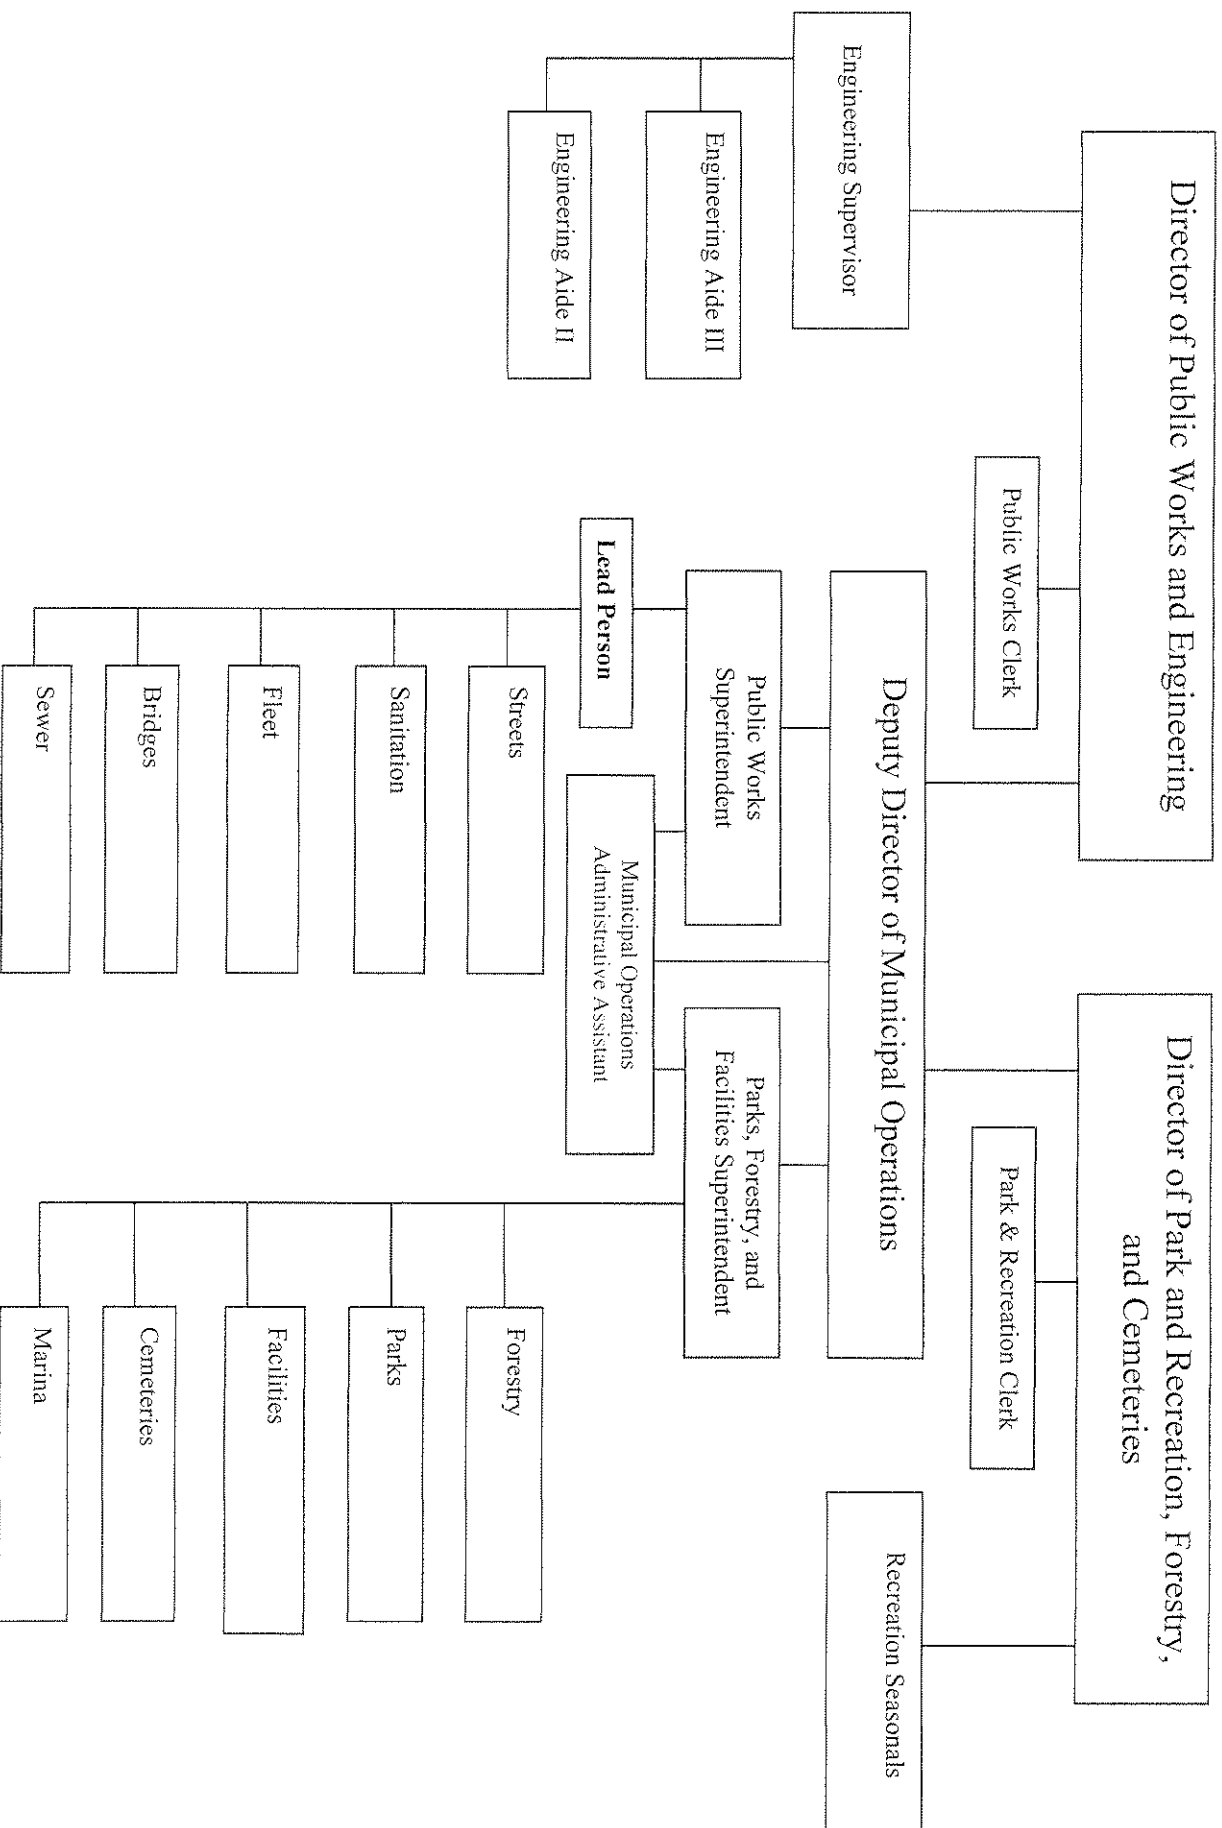 Director of Public Works and Engineering
Director of Park and Recreation, Forestry,
and Cemeteries
Public Works Clerk
Park & Recreation Clerk
Engineering Supervisor
Deputy Director of Municipal Operations
Recreation Seasonals
Engineering Aide III
Engineering Aide II
Public Works
Superintendent
Parks, Forestry, and
Facilities Superintendent
Lead Person
Municipal Operations
Administrative Assistant
Streets
Sanitation
Fleet
Bridges
Sewer
Forestry
Parks
Facilities
Cemeteries
Marina